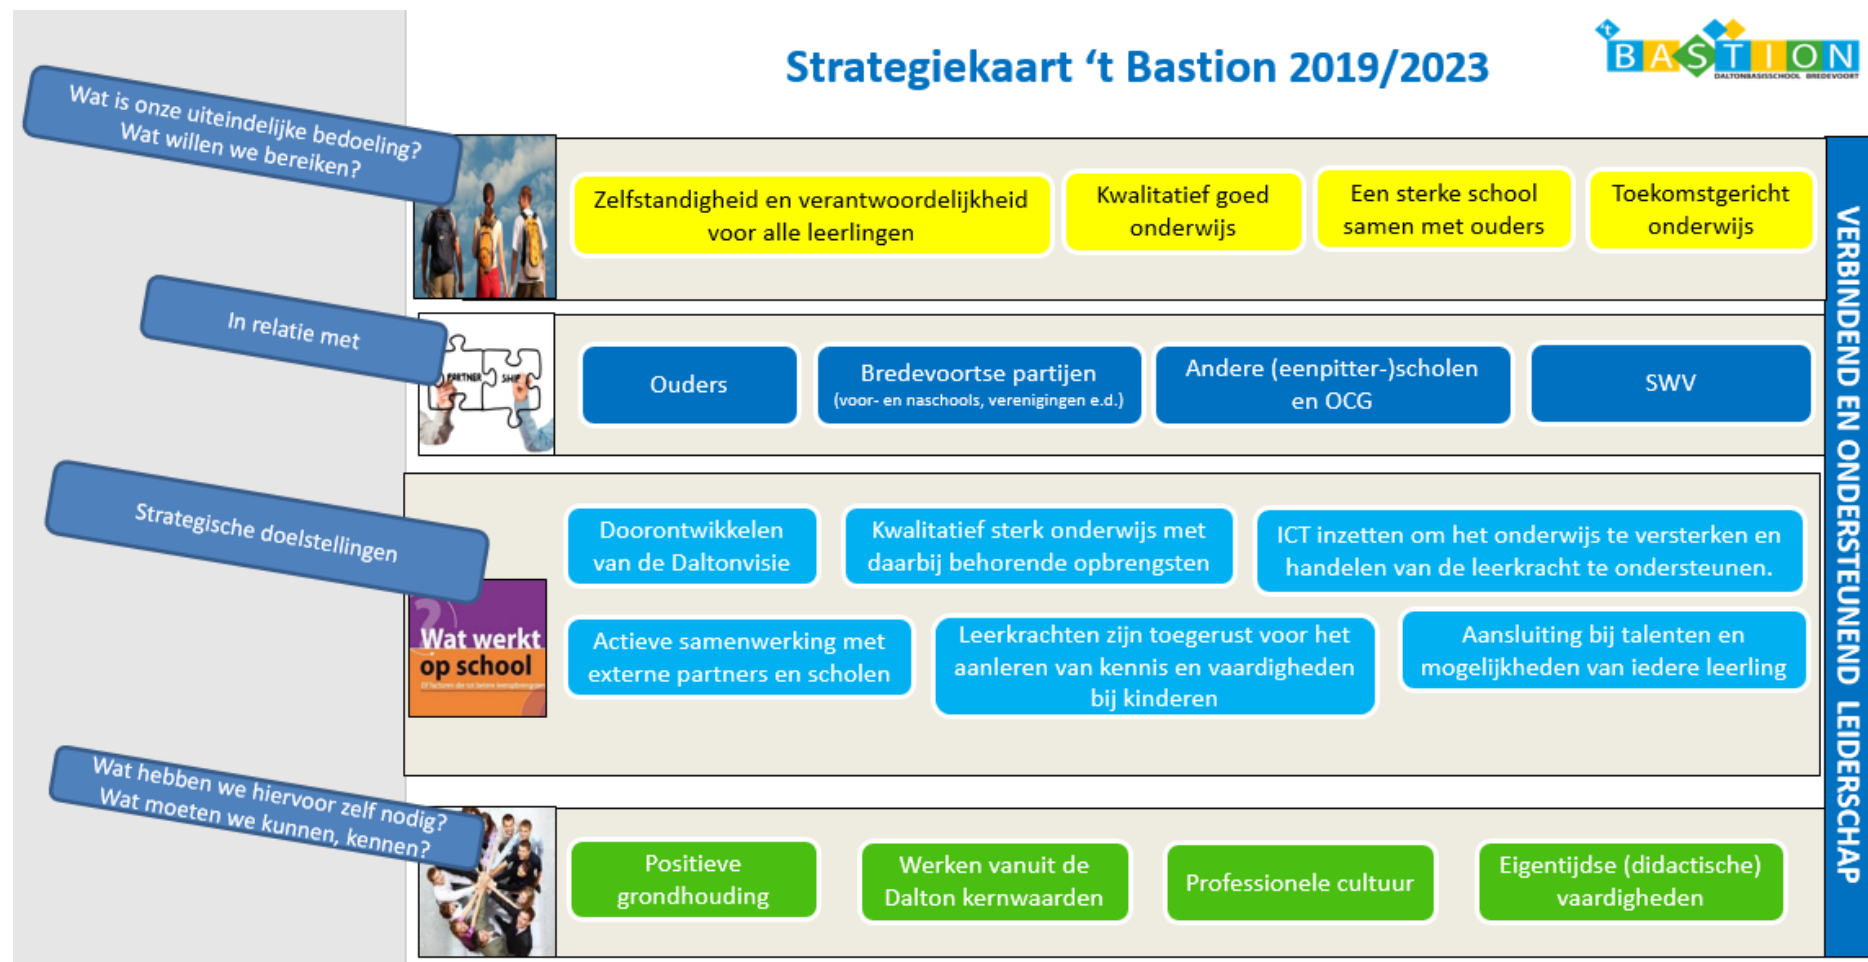 Strategiekaart ‘t Bastion 2019/2023
‘t
BASTION
DALTONBASISSCHOOL BREDEVOORT
Wat is onze uiteindelijke bedoeling?
Wat willen we bereiken?
Zelfstandigheid en verantwoordelijkheid
voor alle leerlingen
Kwalitatief goed
onderwijs
Een sterke school
samen met ouders
Toekomstgericht
onderwijs
In relatie met
PARTNER SHIP
Ouders
Bredevoortse partijen
(voor- en naschools, verenigingen e.d.)
Andere (eenpitter-)scholen
en OCG
SWV
Strategische doelstellingen
?
Wat werkt
op school
Doorontwikkelen
van de Daltonvisie
Kwalitatief sterk onderwijs met
daarbij behorende opbrengsten
ICT inzetten om het onderwijs te versterken en
handelen van de leerkracht te ondersteunen.
Actieve samenwerking met
externe partners en scholen
Leerkrachten zijn toegerust voor het
aanleren van kennis en vaardigheden
bij kinderen
Aansluiting bij talenten en
mogelijkheden van iedere leerling
Wat hebben we hiervoor zelf nodig?
Wat moeten we kunnen, kennen?
Positieve
grondhouding
Werken vanuit de
Dalton kernwaarden
Professionele cultuur
Eigentijdse (didactische)
vaardigheden
VERBINDEND EN ONDERSTEUNEND LEIDERSCHAP